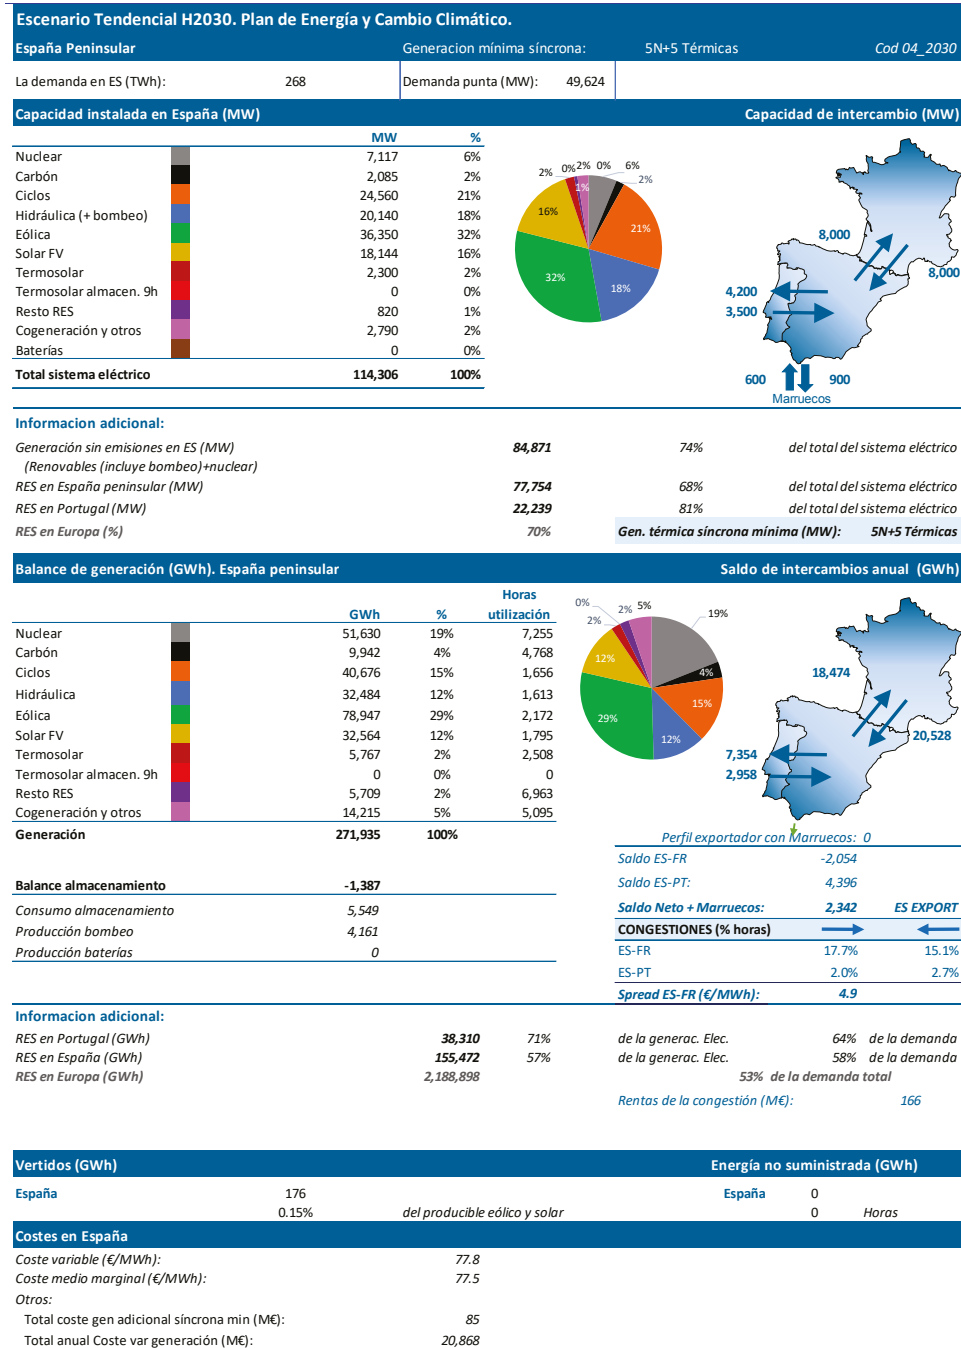 Escenario Tendencial H2030. Plan de Energía y Cambio Climático.
España Peninsular Generacion mínima síncrona: 5N+5 Térmicas Cod 04_2030
La demanda en ES (TWh): 268 Demanda punta (MW): 49,624
Capacidad instalada en España (MW) Capacidad de intercambio (MW)
MW %
Nuclear 7,117 6%
Carbón 2,085 2%
Ciclos 24,560 21%
Hidráulica (+ bombeo) 20,140 18%
Eólica 36,350 32%
Solar FV 18,144 16%
Termosolar 2,300 2%
Termosolar almacen. 9h 0 0%
Resto RES 820 1%
Cogeneración y otros 2,790 2%
Baterías 0 0%
Total sistema eléctrico 114,306 100%
2% 0% 2% 0% 6%
2%
1%
16%
21%
32%
18%
8,000
8,000
4,200
3,500
600 900
Marruecos
Informacion adicional:
Generación sin emisiones en ES (MW) 84,871 74% del total del sistema eléctrico
(Renovables (incluye bombeo)+nuclear)
RES en España peninsular (MW) 77,754 68% del total del sistema eléctrico
RES en Portugal (MW) 22,239 81% del total del sistema eléctrico
RES en Europa (%) 70% Gen. térmica síncrona mínima (MW): 5N+5 Térmicas
Balance de generación (GWh). España peninsular Saldo de intercambios anual (GWh)
Horas
GWh % utilización
Nuclear 51,630 19% 7,255
Carbón 9,942 4% 4,768
Ciclos 40,676 15% 1,656
Hidráulica 32,484 12% 1,613
Eólica 78,947 29% 2,172
Solar FV 32,564 12% 1,795
Termosolar 5,767 2% 2,508
Termosolar almacen. 9h 0 0% 0
Resto RES 5,709 2% 6,963
Cogeneración y otros 14,215 5% 5,095
Generación 271,935 100%
0% 2% 5%
19%
2%
12%
4%
15%
29%
12%
18,474
20,528
7,354
2,958
Perfil exportador con Marruecos: 0
Saldo ES-FR -2,054
Saldo ES-PT: 4,396
Saldo Neto + Marruecos: 2,342 ES EXPORT
CONGESTIONES (% horas)
ES-FR 17.7% 15.1%
ES-PT 2.0% 2.7%
Spread ES-FR (€/MWh): 4.9
Balance almacenamiento -1,387
Consumo almacenamiento 5,549
Producción bombeo 4,161
Producción baterías 0
Informacion adicional:
RES en Portugal (GWh) 38,310 71% de la generac. Elec. 64% de la demanda
RES en España (GWh) 155,472 57% de la generac. Elec. 58% de la demanda
RES en Europa (GWh) 2,188,898 53% de la demanda total
Rentas de la congestión (M€): 166
Vertidos (GWh) Energía no suministrada (GWh)
España 176 España 0
0.15% del producible eólico y solar 0 Horas
Costes en España
Coste variable (€/MWh): 77.8
Coste medio marginal (€/MWh): 77.5
Otros:
Total coste gen adicional síncrona min (M€): 85
Total anual Coste var generación (M€): 20,868